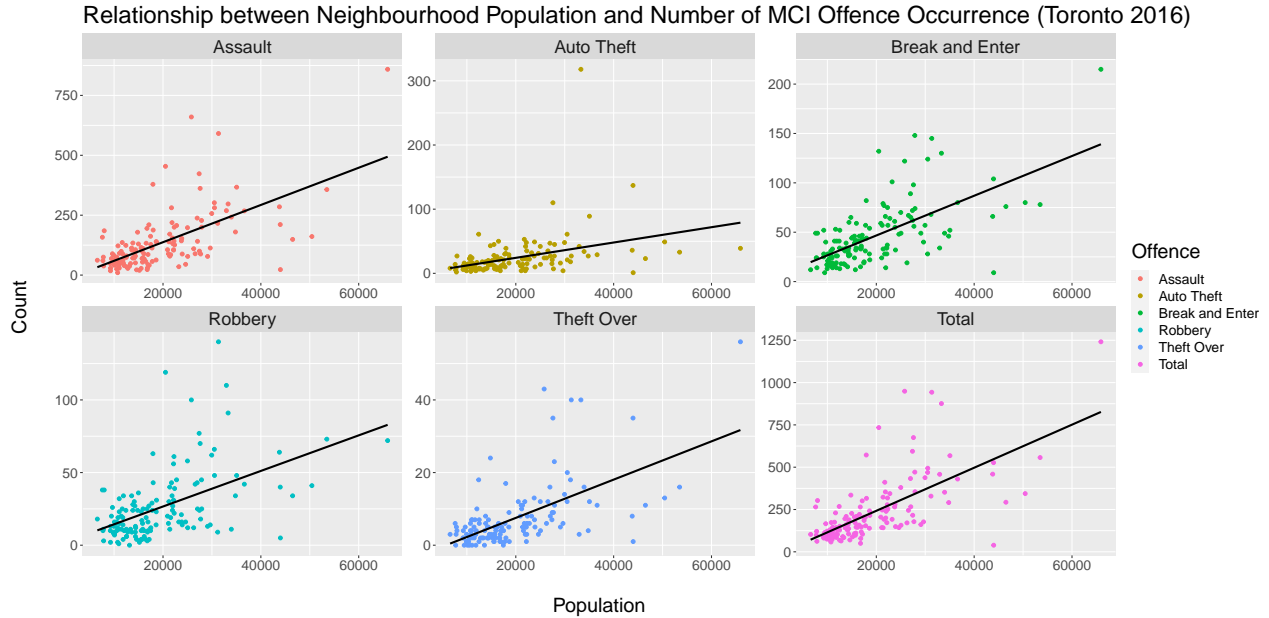 Relationship between Neighbourhood Population and Number of MCI Offence Occurrence (Toronto 2016)
Assault
Auto Theft
Break and Enter
750
500
250
0
300
200
100
0
200
150
100
50
0
20000 40000 60000
20000 40000 60000
20000 40000 60000
Robbery
Theft Over
Total
100
50
0
40
20
0
1250
1000
750
500
250
0
20000 40000 60000
20000 40000 60000
20000 40000 60000
Count
Population
Offence
Assault
Auto Theft
Break and Enter
Robbery
Theft Over
Total